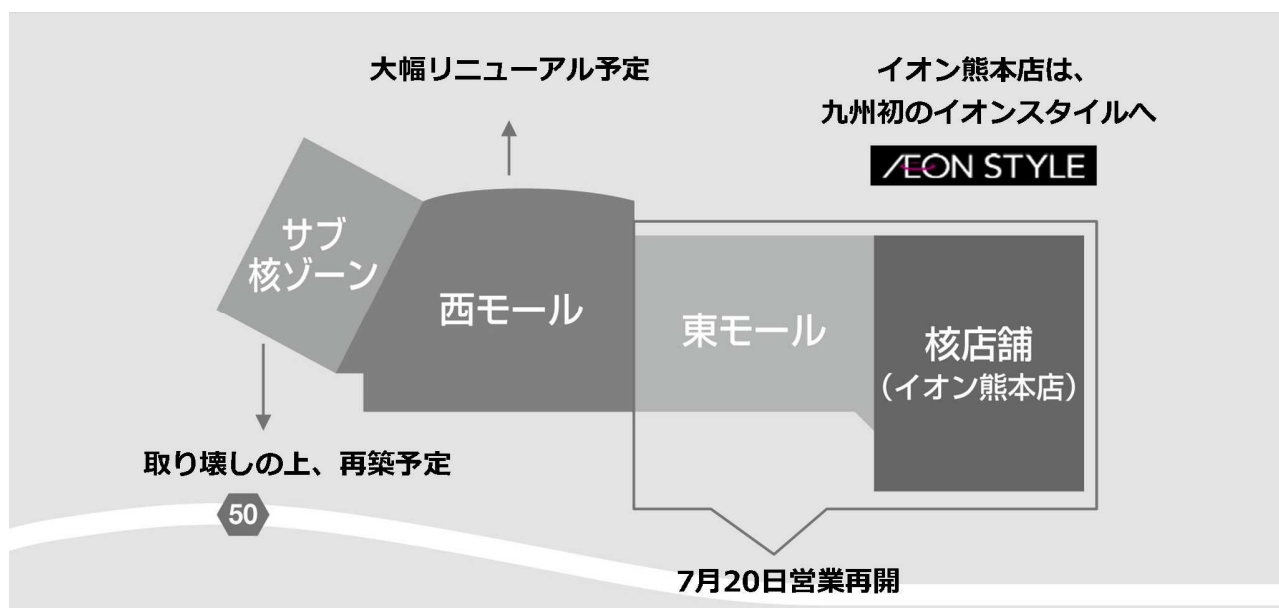 大幅リニューアル予定
イオン熊本店は、
九州初のイオンスタイルへ
ÆON STYLE
サブ
核ゾーン
西モール
東モール
核店舗
（イオン熊本店）
取り壊しの上、再築予定
50
7月20日営業再開